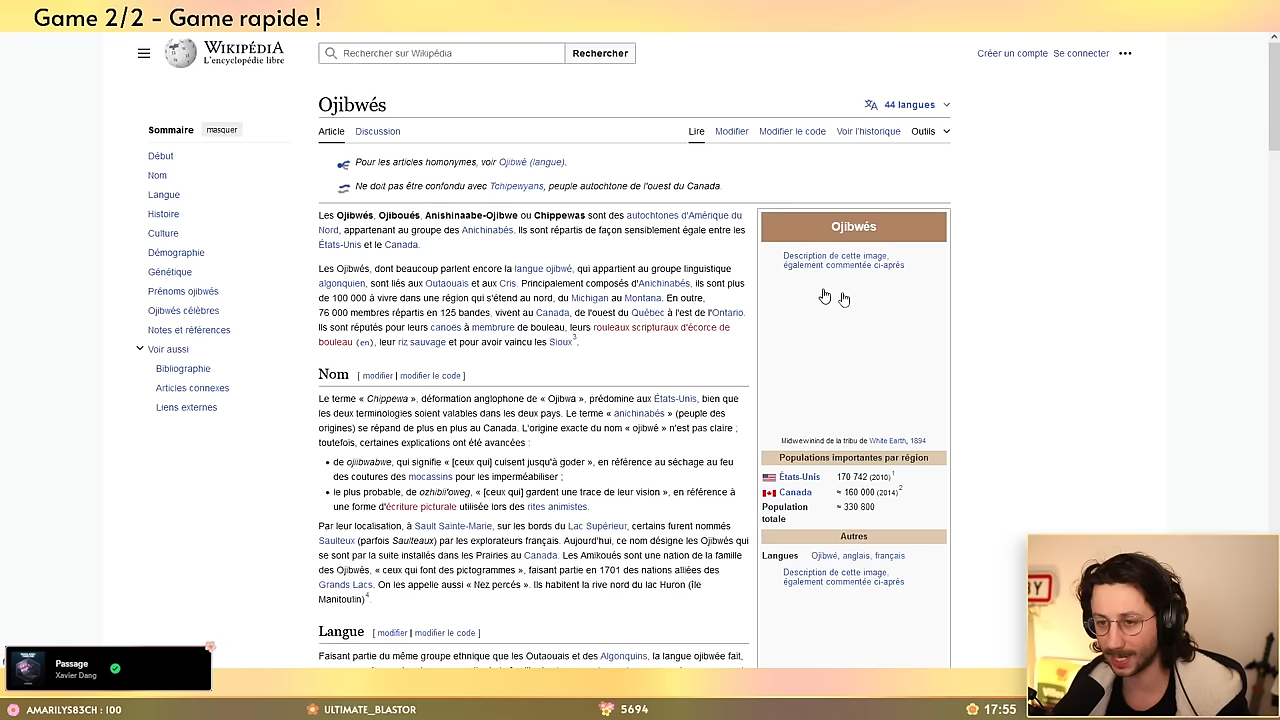 Game 2/2 - Game rapide !
WIKIPÉDIA
L'encyclopédie libre
Rechercher sur Wikipédia
Rechercher
Créer un compte Se connecter
Ojibwés
44 langues
Sommaire masquer
Article Discussion
Lire Modifier Modifier le code Voir l'historique Outils
Début
Nom
Langue
Histoire
Culture
Démographie
Génétique
Prénoms ojibwés
Ojibwés célèbres
Notes et références
Voir aussi
Bibliographie
Articles connexes
Liens externes
Pour les articles homonymes, voir Ojibwé (langue).
Ne doit pas être confondu avec Tchipewyans, peuple autochtone de l'ouest du Canada.
Les Ojibwés, Ojiboués, Anishinaabe-Ojibwe ou Chippewas sont des autochtones d'Amérique du
Nord, appartenant au groupe des Anichinabés. Ils sont répartis de façon sensiblement égale entre les
États-Unis et le Canada.
Les Ojibwés, dont beaucoup parlent encore la langue ojibwé, qui appartient au groupe linguistique
algonquien, sont liés aux Outaouais et aux Cris. Principalement composés d'Anichinabés, ils sont plus
de 100 000 à vivre dans une région qui s'étend au nord, du Michigan au Montana. En outre,
76 000 membres répartis en 125 bandes, vivent au Canada, de l'ouest du Québec à l'est de l'Ontario.
Ils sont réputés pour leurs canoës à membrure de bouleau, leurs rouleaux scripturaux d'écorce de
bouleau (en), leur riz sauvage et pour avoir vaincu les Sioux3.
Nom [ modifier | modifier le code ]
Le terme « Chippewa », déformation anglophone de « Ojibwa », prédomine aux États-Unis, bien que
les deux terminologies soient valables dans les deux pays. Le terme « anichinabés » (peuple des
origines) se répand de plus en plus au Canada. L'origine exacte du nom « ojibwé » n'est pas claire ;
toutefois, certaines explications ont été avancées :
• de ojiibwabwe, qui signifie « [ceux qui] cuisent jusqu'à goder », en référence au séchage au feu
des coutures des mocassins pour les imperméabiliser ;
• le plus probable, de ozhibii'oweg, « [ceux qui] gardent une trace de leur vision », en référence à
une forme d'écriture picturale utilisée lors des rites animistes.
Par leur localisation, à Sault Sainte-Marie, sur les bords du Lac Supérieur, certains furent nommés
Saulteux (parfois Saulteaux) par les explorateurs français. Aujourd'hui, ce nom désigne les Ojibwés qui
se sont par la suite installés dans les Prairies au Canada. Les Amikoués sont une nation de la famille
des Ojibwés, « ceux qui font des pictogrammes », faisant partie en 1701 des nations alliées des
Grands Lacs. On les appelle aussi « Nez percés ». Ils habitent la rive nord du lac Huron (île
Manitoulin)4.
Langue [ modifier | modifier le code ]
Faisant partie du même groupe ethnique que les Outaouais et des Algonquins, la langue ojibwée fait,
Ojibwés
Description de cette image,
également commentée ci-après
Midwewinind de la tribu de White Earth, 1894
Populations importantes par région
États-Unis 170 742 (2010)1
Canada ≈ 160 000 (2014)2
Population ≈ 330 800
totale
Autres
Langues Ojibwé, anglais, français
Description de cette image,
également commentée ci-après
Passage
Xavier Dang
AMARILYS83CH : 100
ULTIMATE_BLASTOR
5694
17:55